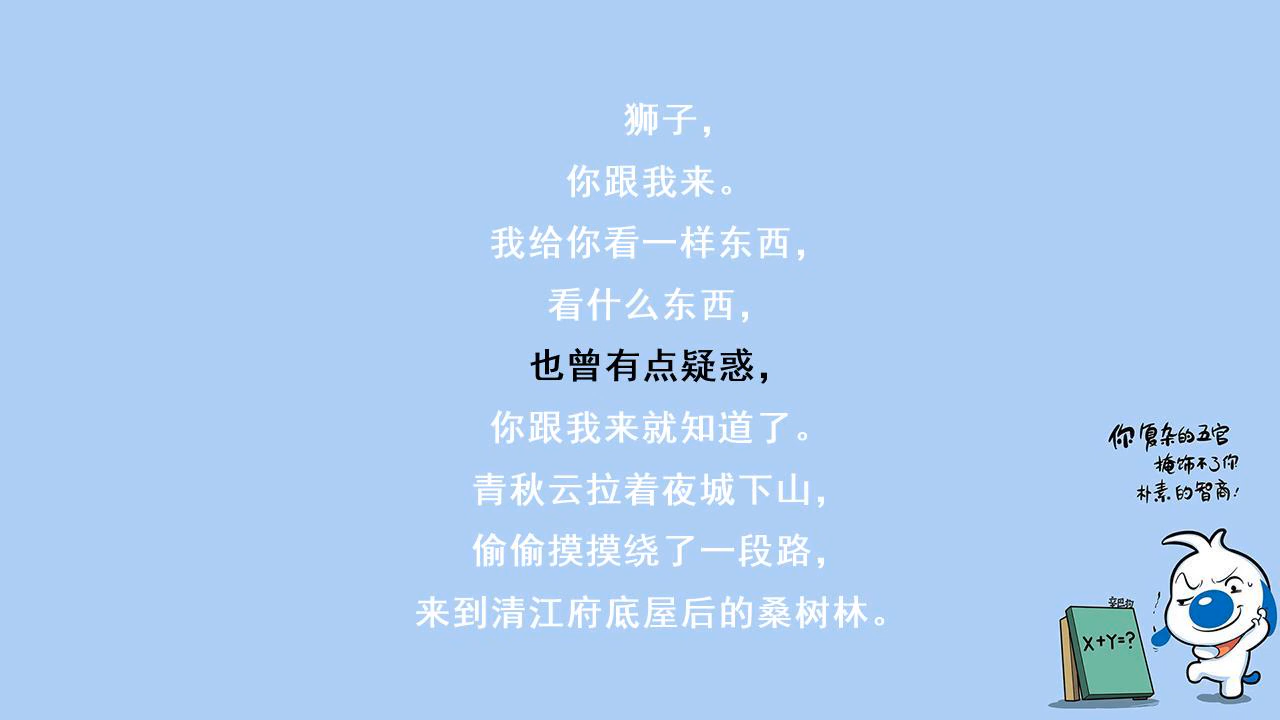 狮子，
你跟我来。
我给你看一样东西，
看什么东西，
也曾有点疑惑，
你跟我来就知道了。
青秋云拉着夜城下山，
偷偷摸摸绕了一段路，
来到清江府底屋后的桑树林。
你复杂的五官
掩饰不了你
朴素的智商！
X+Y=?